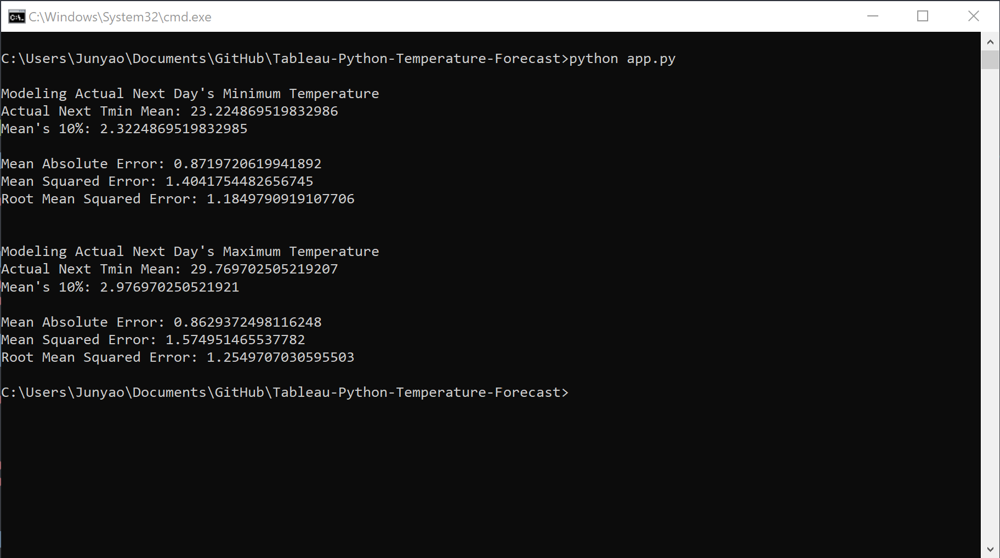 C:\Windows\System32\cmd.exe
C:\Users\Junyao\Documents\GitHub\Tableau-Python-Temperature-Forecast>python app.py
Modeling Actual Next Day's Minimum Temperature
Actual Next Tmin Mean: 23.224869519832986
Mean's 10%: 2.3224869519832985
Mean Absolute Error: 0.8719720619941892
Mean Squared Error: 1.4041754482656745
Root Mean Squared Error: 1.1849790919107706
Modeling Actual Next Day's Maximum Temperature
Actual Next Tmin Mean: 29.769702505219207
Mean's 10%: 2.976970250521921
Mean Absolute Error: 0.8629372498116248
Mean Squared Error: 1.574951465537782
Root Mean Squared Error: 1.2549707030595503
C:\Users\Junyao\Documents\GitHub\Tableau-Python-Temperature-Forecast>